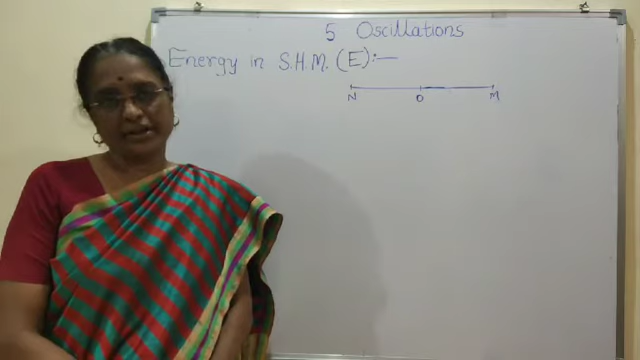 5 Oscillations
Energy in S.H.M. (E):—
N O M